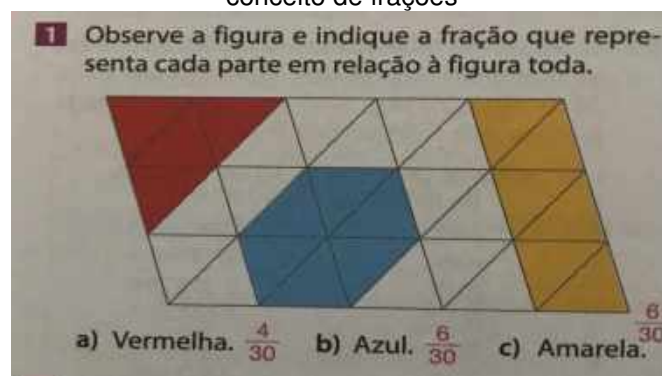 conceito de frações
1 Observe a figura e indique a fração que repre-
senta cada parte em relação à figura toda.
a) Vermelha. 4/30 b) Azul. 6/30 c) Amarela. 6/30